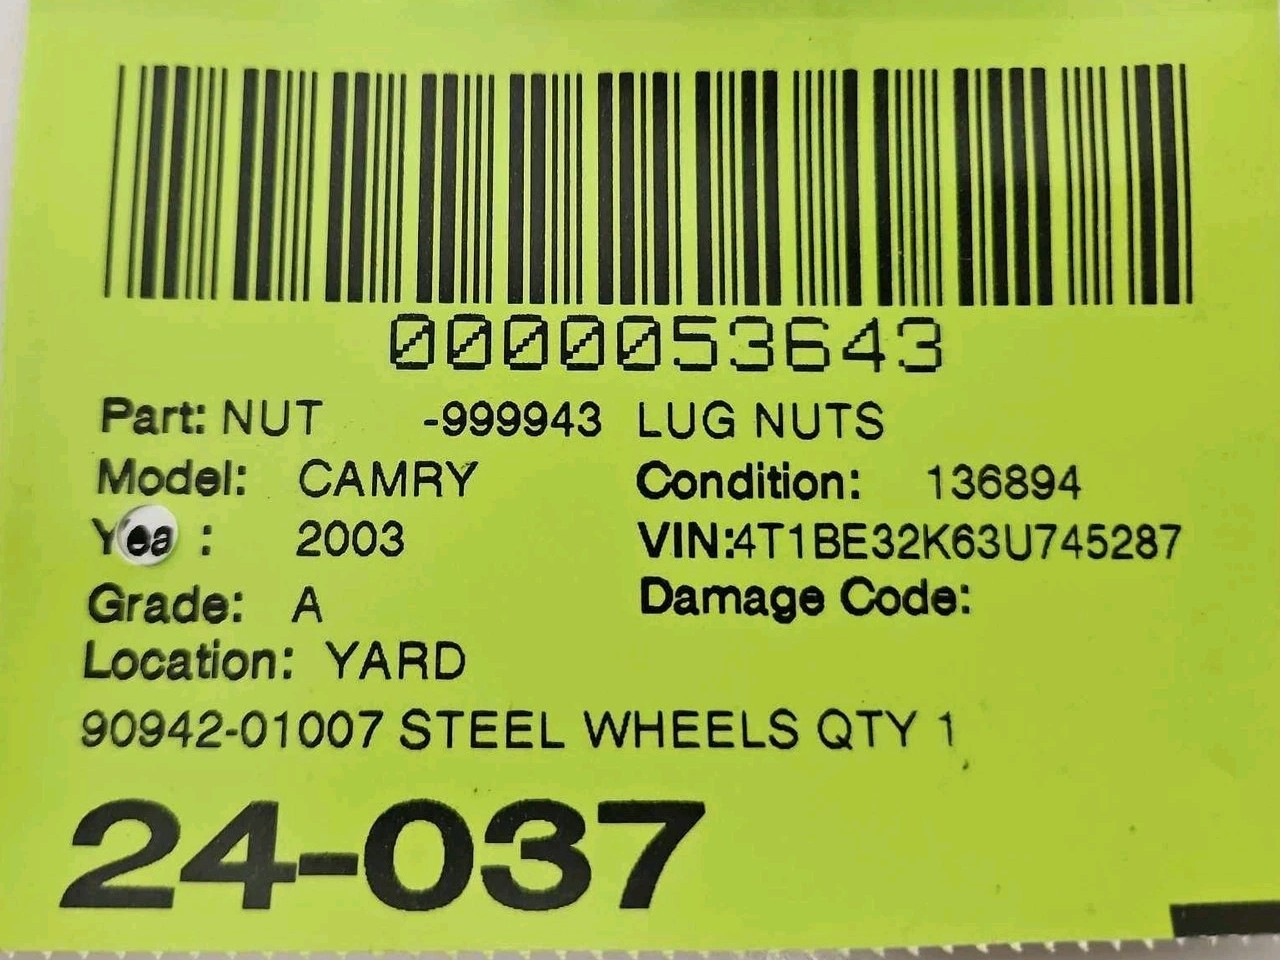 0000053643
Part: NUT -999943 LUG NUTS
Model: CAMRY Condition: 136894
Yea : 2003 VIN:4T1BE32K63U745287
Grade: A Damage Code:
Location: YARD
90942-01007 STEEL WHEELS QTY 1
24-037